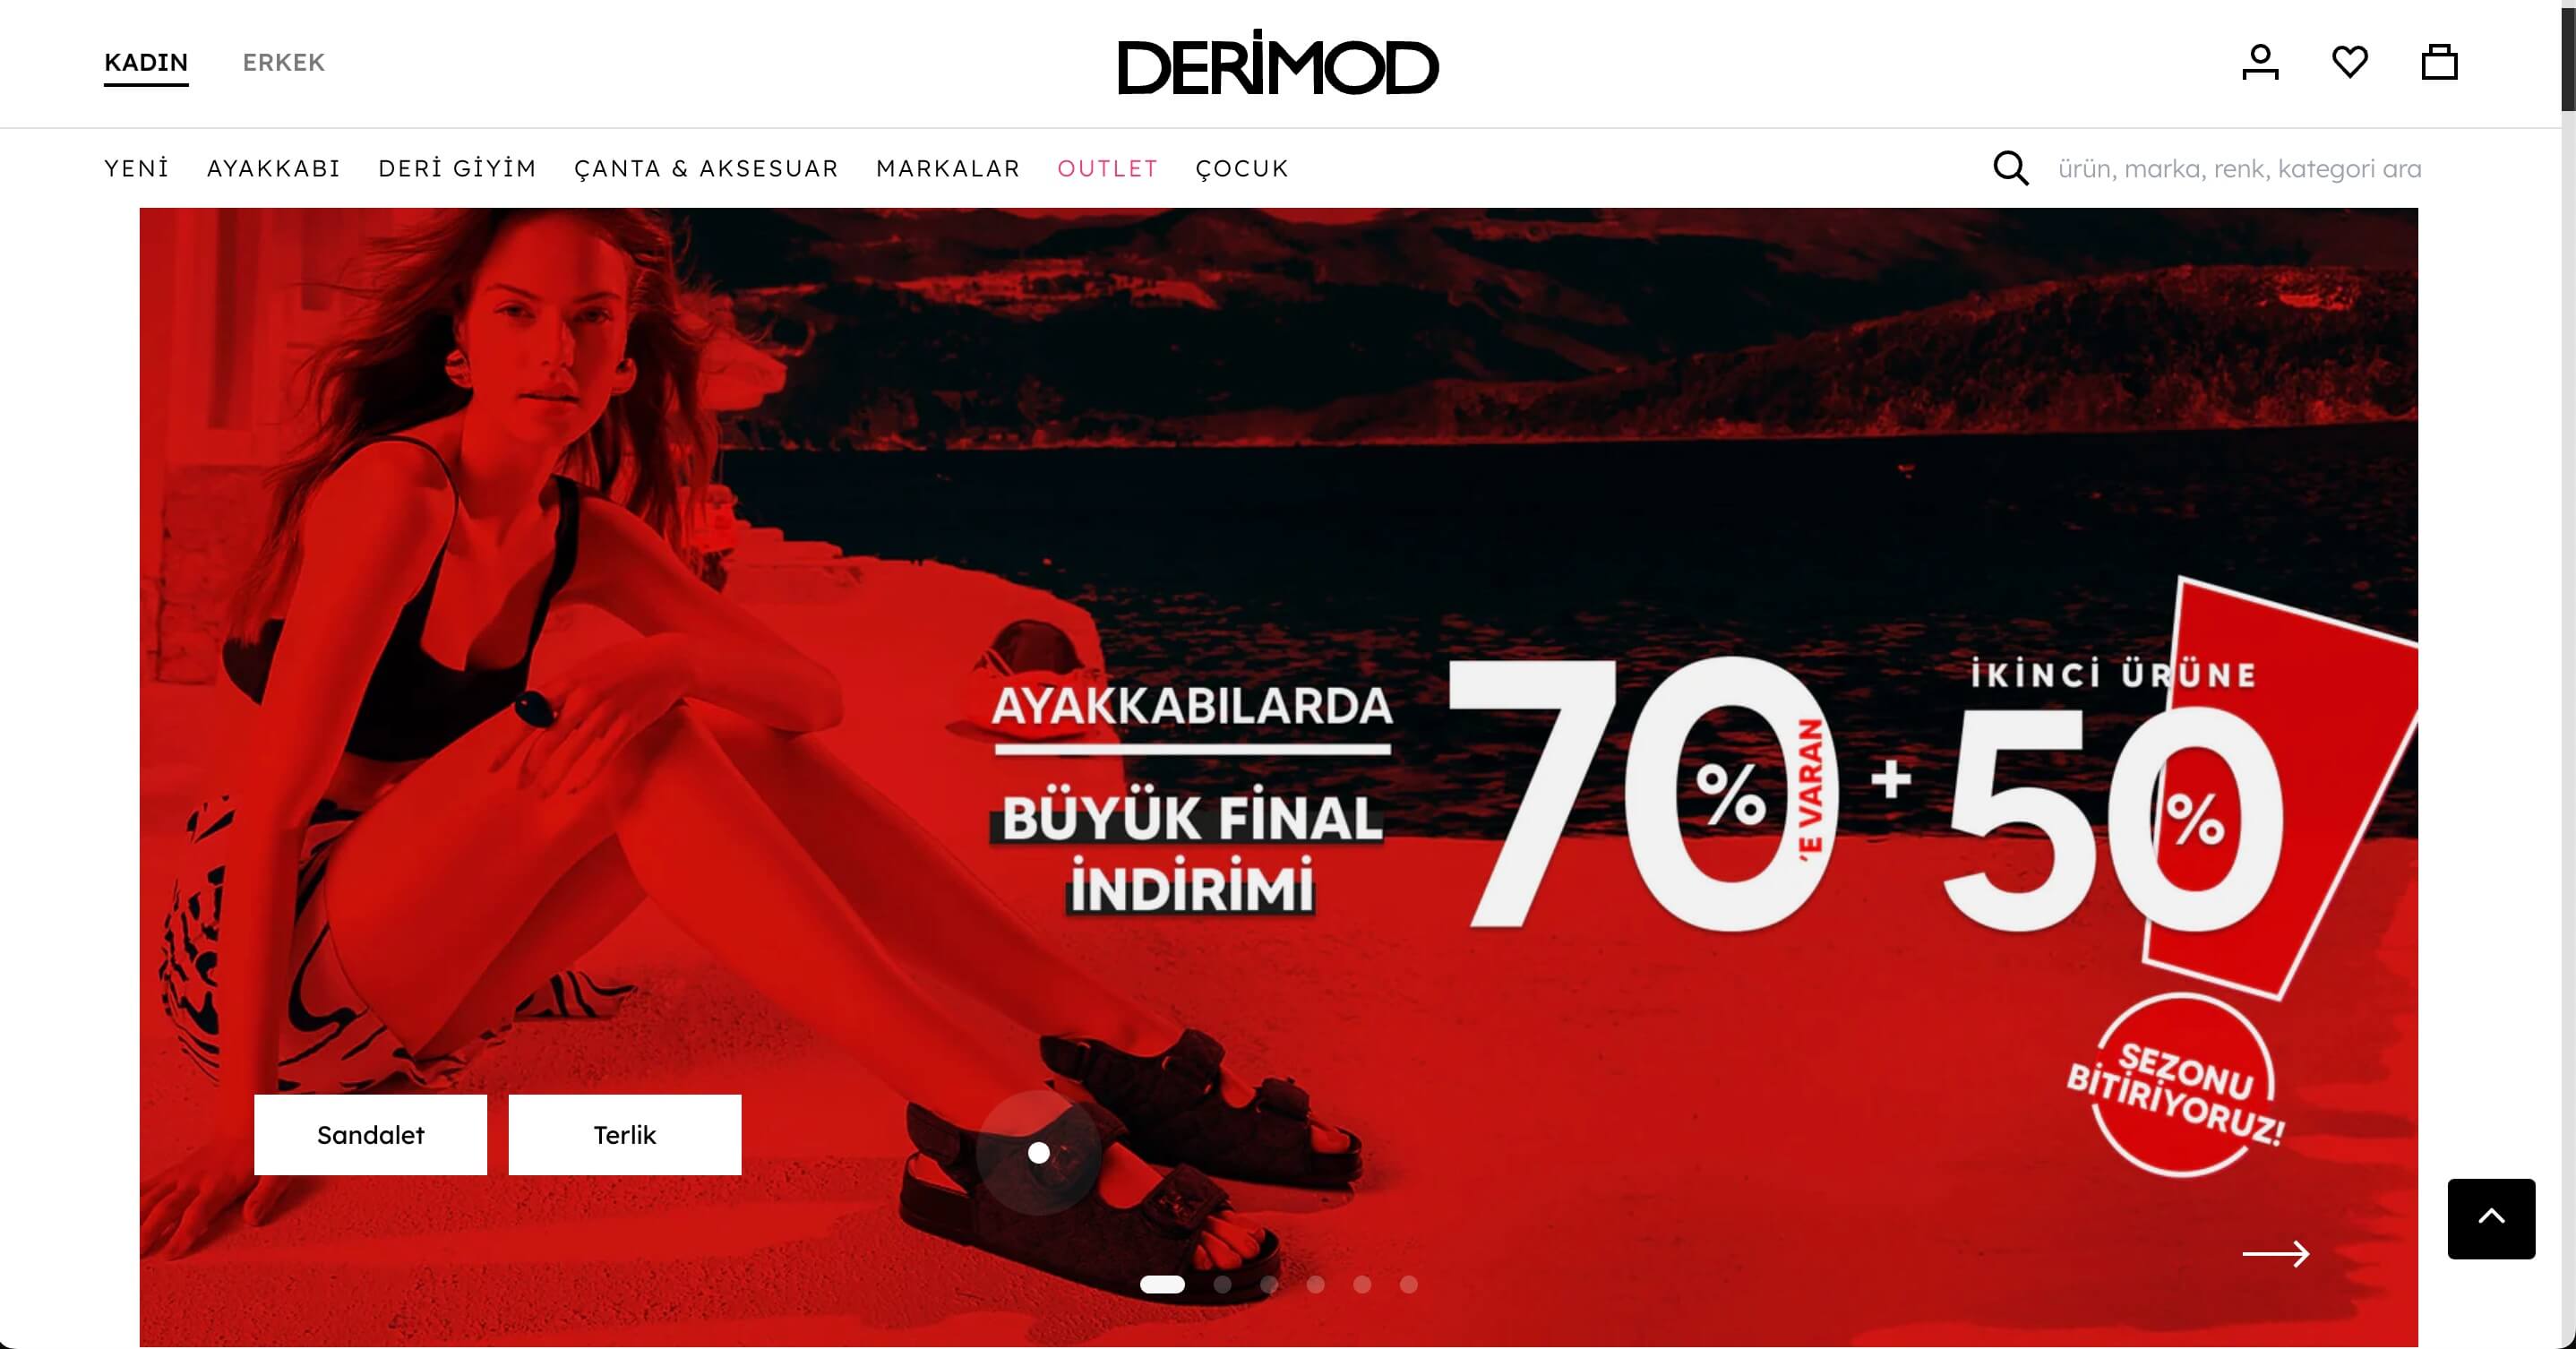 KADIN ERKEK
DERİMOD
YENİ AYAKKABI DERİ GİYİM ÇANTA & AKSESUAR MARKALAR OUTLET ÇOCUK
ürün, marka, renk, kategori ara
AYAKKABILARDA
BÜYÜK FİNAL
İNDİRİMİ
70%
'E VARAN
+
İKİNCİ ÜRÜNE
50%
SEZONU
BİTİRİYORUZ!
Sandalet
Terlik